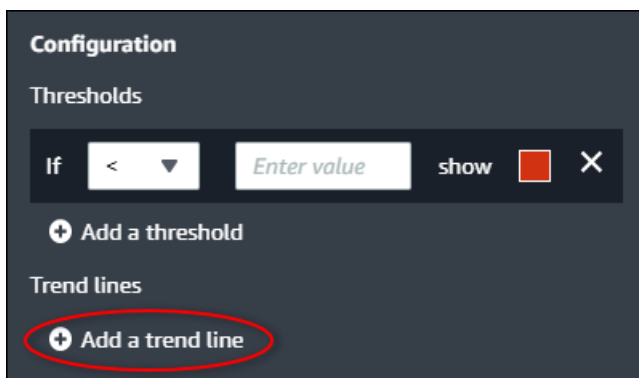 Configuration
Thresholds
If < Enter value show
Add a threshold
Trend lines
Add a trend line